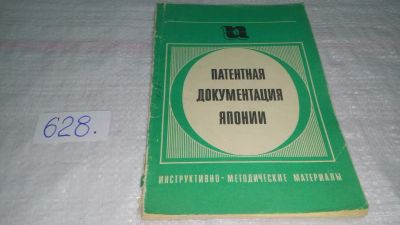 628.
П
ПАТЕНТНАЯ
ДОКУМЕНТАЦИЯ
ЯПОНИИ
ИНСТРУКТИВНО-МЕТОДИЧЕСКИЕ МАТЕРИАЛЫ